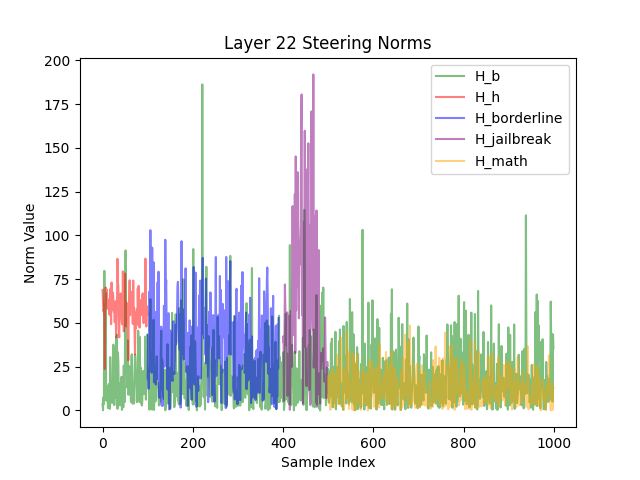 Layer 22 Steering Norms
200
175
150
125
100
75
50
25
0
Norm Value
H_b
H_h
H_borderline
H_jailbreak
H_math
0 200 400 600 800 1000
Sample Index